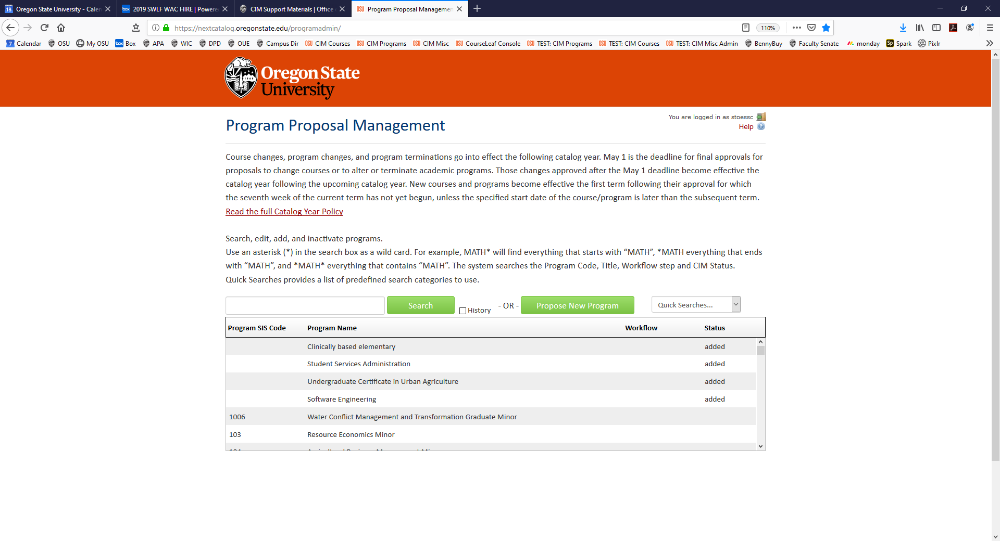 18 Oregon State University - Calen
box 2019 SWLF WAC HIRE | Powere
CIM Support Materials | Office
OSU Program Proposal Managemen
https://nextcatalog.oregonstate.edu/programadmin/
110%
7 Calendar OSU My OSU box Box APA WIC DPD OUE Campus Dir OSU CIM Courses OSU CIM Programs OSU CIM Misc OSU CourseLeaf Console OSU TEST: CIM Programs OSU TEST: CIM Courses OSU TEST: CIM Misc Admin BennyBuy Faculty Senate monday Sp Spark Pixlr
Oregon State
University
You are logged in as stoessc
Help
Program Proposal Management
Course changes, program changes, and program terminations go into effect the following catalog year. May 1 is the deadline for final approvals for
proposals to change courses or to alter or terminate academic programs. Those changes approved after the May 1 deadline become effective the
catalog year following the upcoming catalog year. New courses and programs become effective the first term following their approval for which
the seventh week of the current term has not yet begun, unless the specified start date of the course/program is later than the subsequent term.
Read the full Catalog Year Policy
Search, edit, add, and inactivate programs.
Use an asterisk (*) in the search box as a wild card. For example, MATH* will find everything that starts with “MATH”, *MATH everything that ends
with “MATH”, and *MATH* everything that contains “MATH”. The system searches the Program Code, Title, Workflow step and CIM Status.
Quick Searches provides a list of predefined search categories to use.
Search History - OR - Propose New Program Quick Searches...
Program SIS Code Program Name Workflow Status
Clinically based elementary added
Student Services Administration added
Undergraduate Certificate in Urban Agriculture added
Software Engineering added
1006 Water Conflict Management and Transformation Graduate Minor
103 Resource Economics Minor